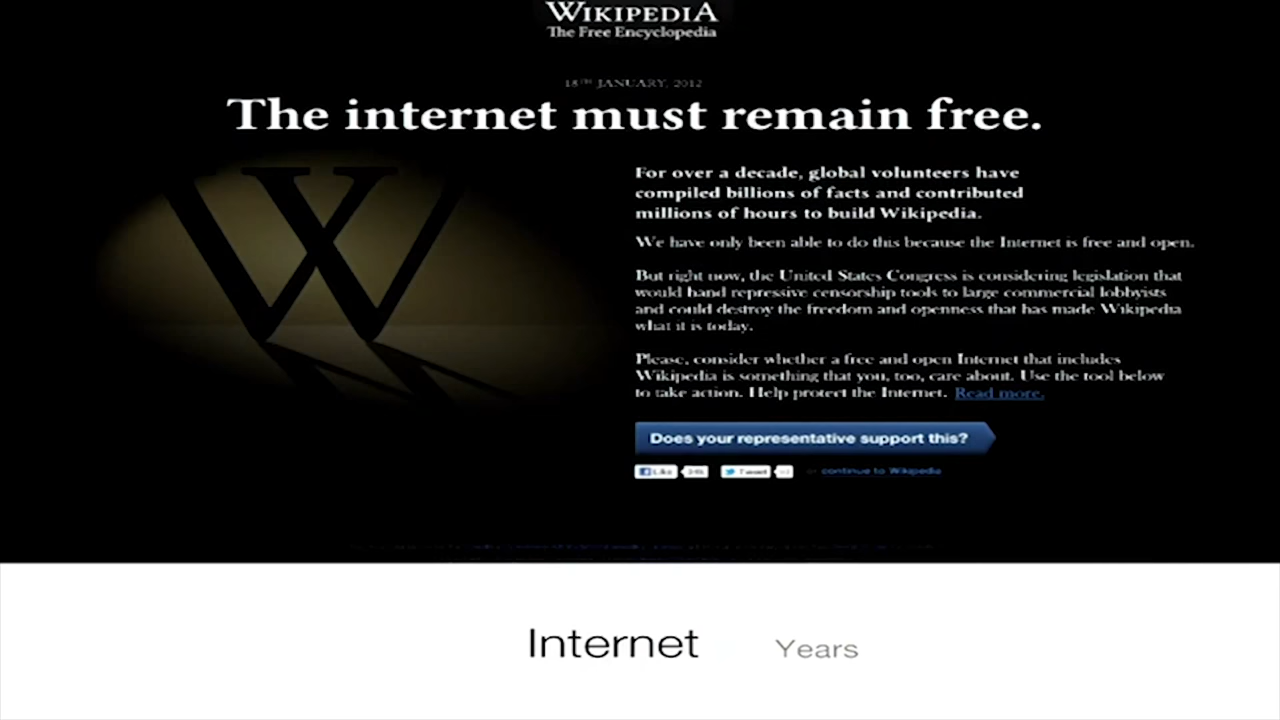 WIKIPEDIA
The Free Encyclopedia
18TH JANUARY, 2012
The internet must remain free.
For over a decade, global volunteers have
compiled billions of facts and contributed
millions of hours to build Wikipedia.
We have only been able to do this because the Internet is free and open.
But right now, the United States Congress is considering legislation that
would hand repressive censorship tools to large commercial lobbyists
and could destroy the freedom and openness that has made Wikipedia
what it is today.
Please, consider whether a free and open Internet that includes
Wikipedia is something that you, too, care about. Use the tool below
to take action. Help protect the Internet. Read more.
Does your representative support this?
Like Tweet continue to Wikipedia
Internet Years